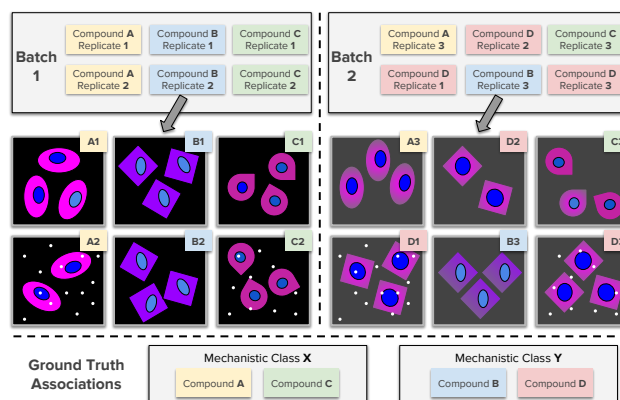 Batch 1
Compound A Replicate 1
Compound B Replicate 1
Compound C Replicate 1
Compound A Replicate 2
Compound B Replicate 2
Compound C Replicate 2
Batch 2
Compound A Replicate 3
Compound D Replicate 2
Compound C Replicate 3
Compound D Replicate 1
Compound B Replicate 3
Compound D Replicate 3
A1
B1
C1
A3
D2
A2
B2
C2
D1
B3
Ground Truth Associations
Mechanistic Class X
Compound A
Compound C
Mechanistic Class Y
Compound B
Compound D